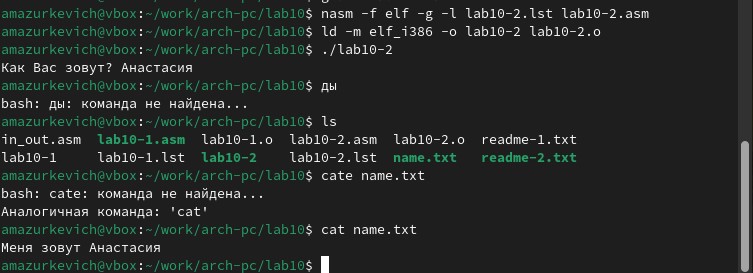 amazurkevich@vbox:~/work/arch-pc/lab10$ nasm -f elf -g -l lab10-2.lst lab10-2.asm
amazurkevich@vbox:~/work/arch-pc/lab10$ ld -m elf_i386 -o lab10-2 lab10-2.o
amazurkevich@vbox:~/work/arch-pc/lab10$ ./lab10-2
Как Вас зовут? Анастасия
amazurkevich@vbox:~/work/arch-pc/lab10$ ды
bash: ды: команда не найдена...
amazurkevich@vbox:~/work/arch-pc/lab10$ ls
in_out.asm lab10-1.asm lab10-1.o lab10-2.asm lab10-2.o readme-1.txt
lab10-1 lab10-1.lst lab10-2 lab10-2.lst name.txt readme-2.txt
amazurkevich@vbox:~/work/arch-pc/lab10$ cate name.txt
bash: cate: команда не найдена...
Аналогичная команда: 'cat'
amazurkevich@vbox:~/work/arch-pc/lab10$ cat name.txt
Меня зовут Анастасия
amazurkevich@vbox:~/work/arch-pc/lab10$